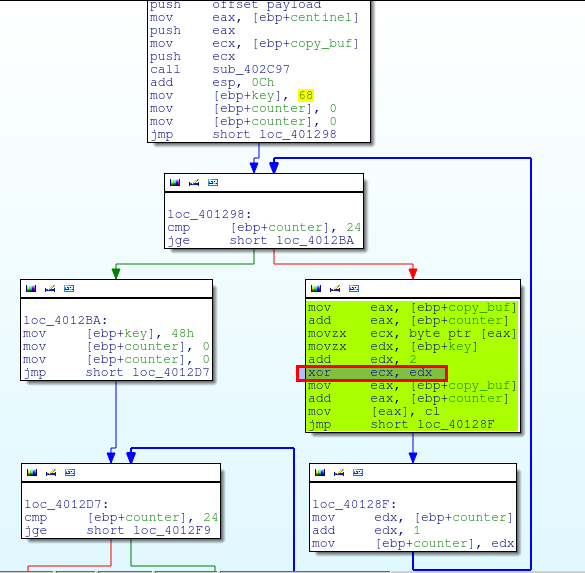 push offset payload
mov eax, [ebp+centinel]
push eax
mov ecx, [ebp+copy_buf]
push ecx
call sub_402C97
add esp, 0Ch
mov [ebp+key], 68
mov [ebp+counter], 0
mov [ebp+counter], 0
jmp short loc_401298
loc_401298:
cmp [ebp+counter], 24
jge short loc_4012BA
loc_4012BA:
mov [ebp+key], 48h
mov [ebp+counter], 0
mov [ebp+counter], 0
jmp short loc_4012D7
mov eax, [ebp+copy_buf]
add eax, [ebp+counter]
movzx ecx, byte ptr [eax]
movzx edx, [ebp+key]
add edx, 2
xor ecx, edx
mov eax, [ebp+copy_buf]
add eax, [ebp+counter]
mov [eax], cl
jmp short loc_40128F
loc_4012D7:
cmp [ebp+counter], 24
jge short loc_4012F9
loc_40128F:
mov edx, [ebp+counter]
add edx, 1
mov [ebp+counter], edx